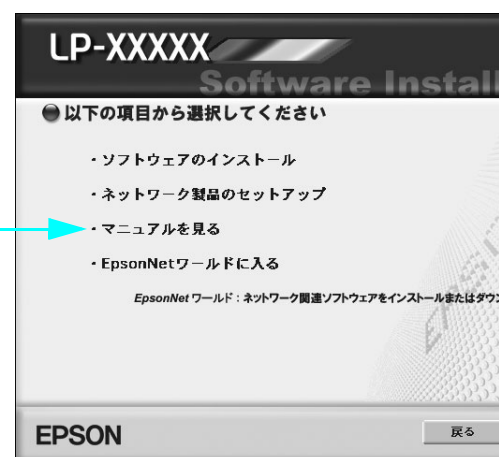 LP-XXXXX
Software Install
以下の項目から選択してください
・ソフトウェアのインストール
・ネットワーク製品のセットアップ
・マニュアルを見る
・EpsonNetワールドに入る
EpsonNet ワールド：ネットワーク関連ソフトウェアをインストールまたはダウン
EPSON
戻る